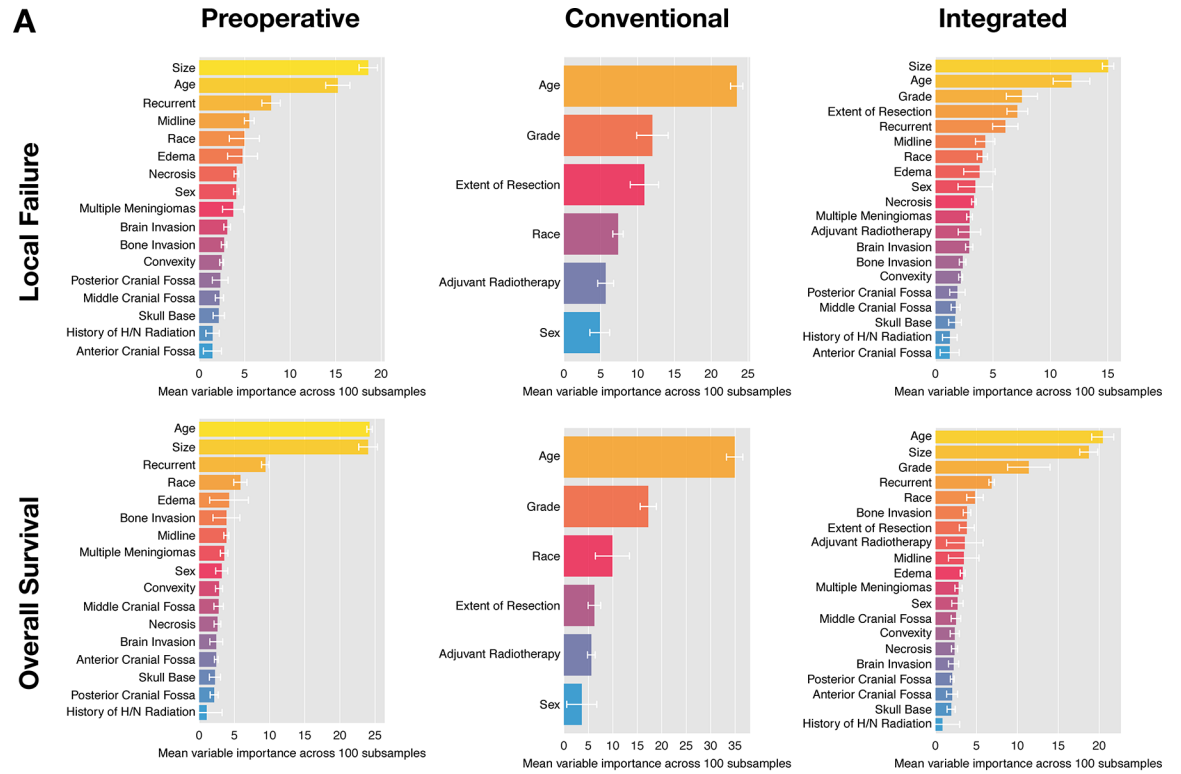 A
Preoperative
Conventional
Integrated
Local Failure
Size
Age
Recurrent
Midline
Race
Edema
Necrosis
Sex
Multiple Meningiomas
Brain Invasion
Bone Invasion
Convexity
Posterior Cranial Fossa
Middle Cranial Fossa
Skull Base
History of H/N Radiation
Anterior Cranial Fossa
0 5 10 15 20
Mean variable importance across 100 subsamples
Age
Grade
Extent of Resection
Race
Adjuvant Radiotherapy
Sex
0 5 10 15 20 25
Mean variable importance across 100 subsamples
Size
Age
Grade
Extent of Resection
Recurrent
Midline
Race
Edema
Sex
Necrosis
Multiple Meningiomas
Adjuvant Radiotherapy
Brain Invasion
Bone Invasion
Convexity
Posterior Cranial Fossa
Middle Cranial Fossa
Skull Base
History of H/N Radiation
Anterior Cranial Fossa
0 5 10 15
Mean variable importance across 100 subsamples
Overall Survival
Age
Size
Recurrent
Race
Edema
Bone Invasion
Midline
Multiple Meningiomas
Sex
Convexity
Middle Cranial Fossa
Necrosis
Brain Invasion
Anterior Cranial Fossa
Skull Base
Posterior Cranial Fossa
History of H/N Radiation
0 5 10 15 20 25
Mean variable importance across 100 subsamples
Age
Grade
Race
Extent of Resection
Adjuvant Radiotherapy
Sex
0 5 10 15 20 25 30 35
Mean variable importance across 100 subsamples
Age
Size
Grade
Recurrent
Race
Bone Invasion
Extent of Resection
Adjuvant Radiotherapy
Midline
Edema
Multiple Meningiomas
Sex
Middle Cranial Fossa
Convexity
Necrosis
Brain Invasion
Posterior Cranial Fossa
Anterior Cranial Fossa
Skull Base
History of H/N Radiation
0 5 10 15 20
Mean variable importance across 100 subsamples